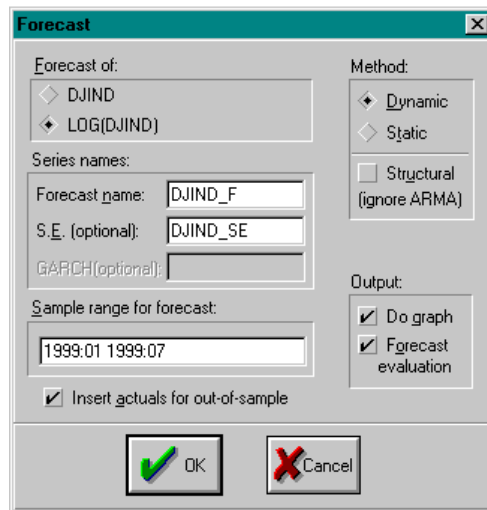 Forecast
Forecast of:
DJIND
LOG(DJIND)
Series names:
Forecast name: DJIND_F
S.E. (optional): DJIND_SE
GARCH(optional):
Sample range for forecast:
1999:01 1999:07
Insert actuals for out-of-sample
Method:
Dynamic
Static
Structural
(ignore ARMA)
Output:
Do graph
Forecast
evaluation
OK
Cancel